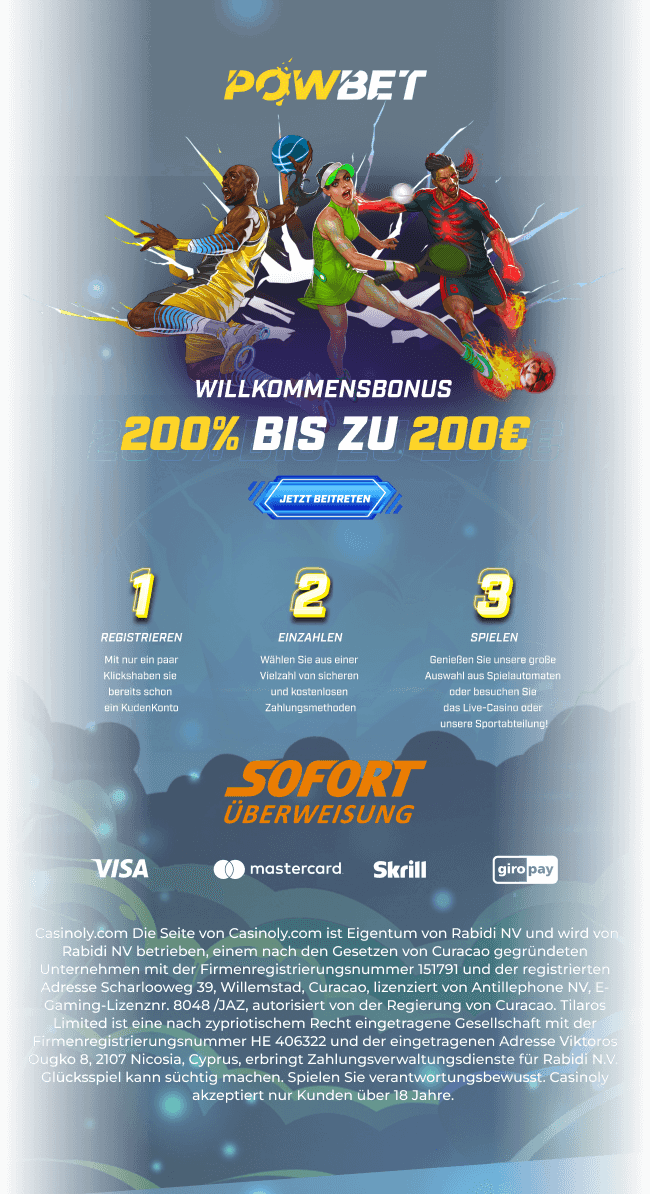 POWBET
WILLKOMMENSBONUS
200% BIS ZU 200€
JETZT BEITRETEN
1
REGISTRIEREN
Mit nur ein paar
Klickshaben sie
bereits schon
ein KudenKonto
2
EINZAHLEN
Wählen Sie aus einer
Vielzahl von sicheren
und kostenlosen
Zahlungsmethoden
3
SPIELEN
Genießen Sie unsere große
Auswahl aus Spielautomaten
oder besuchen Sie
das Live-Casino oder
unsere Sportabteilung!
SOFORT
ÜBERWEISUNG
VISA
mastercard
Skrill
giropay
Casinoly.com Die Seite von Casinoly.com ist Eigentum von Rabidi NV und wird von
Rabidi NV betrieben, einem nach den Gesetzen von Curacao gegründeten
Unternehmen mit der Firmenregistrierungsnummer 151791 und der registrierten
Adresse Scharlooweg 39, Willemstad, Curacao, lizenziert von Antillephone NV, E-
Gaming-Lizenznr. 8048 /JAZ, autorisiert von der Regierung von Curacao. Tilaros
Limited ist eine nach zypriotischem Recht eingetragene Gesellschaft mit der
Firmenregistrierungsnummer HE 406322 und der eingetragenen Adresse Viktoros
Ougko 8, 2107 Nicosia, Cyprus, erbringt Zahlungsverwaltungsdienste für Rabidi N.V.
Glücksspiel kann süchtig machen. Spielen Sie verantwortungsbewusst. Casinoly
akzeptiert nur Kunden über 18 Jahre.